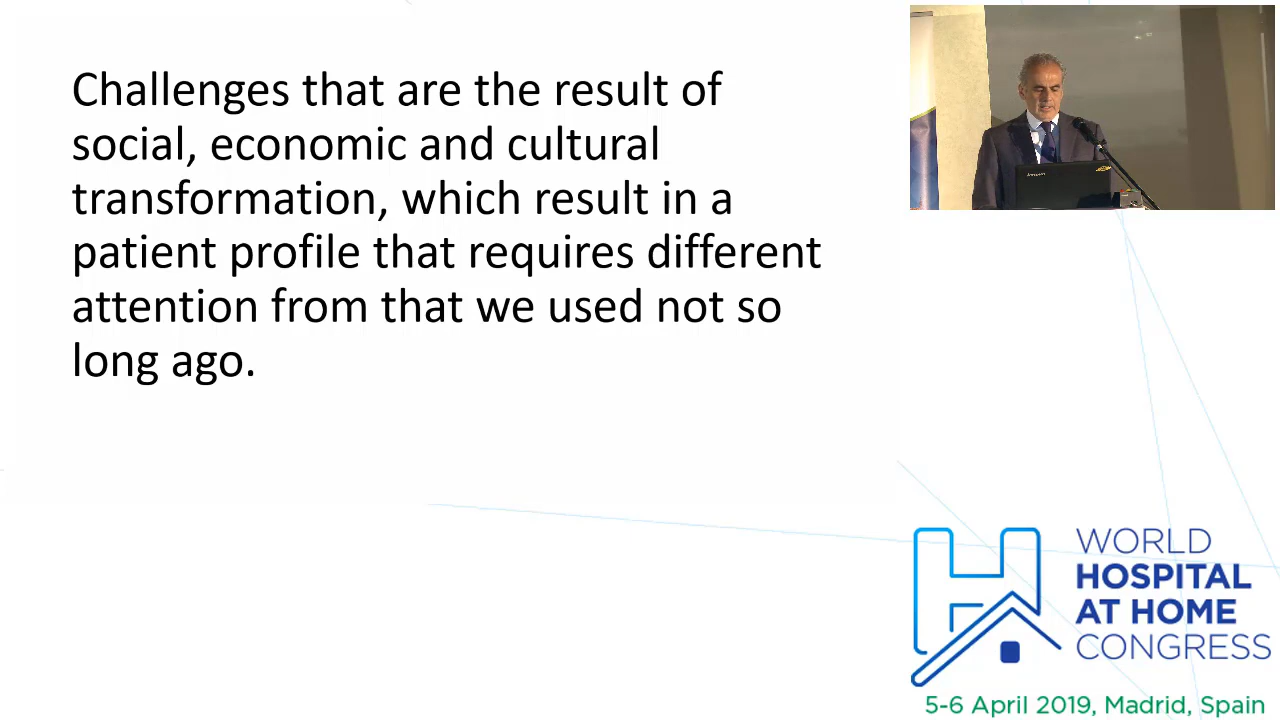 Challenges that are the result of
social, economic and cultural
transformation, which result in a
patient profile that requires different
attention from that we used not so
long ago.
WORLD
HOSPITAL
AT HOME
CONGRESS
5-6 April 2019, Madrid, Spain